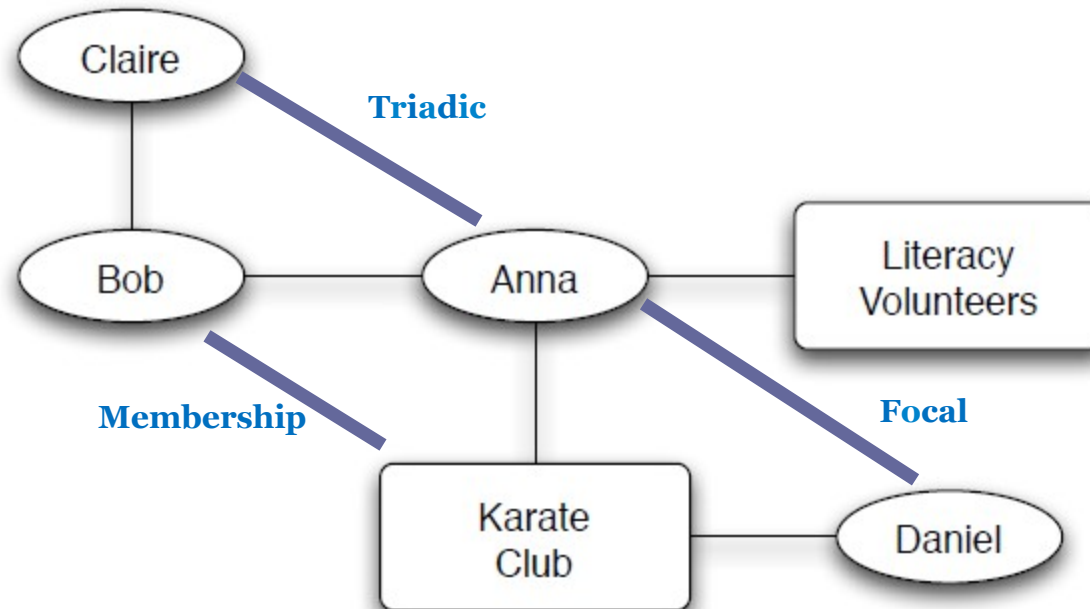 Claire
Triadic
Bob
Anna
Literacy
Volunteers
Membership
Focal
Karate
Club
Daniel